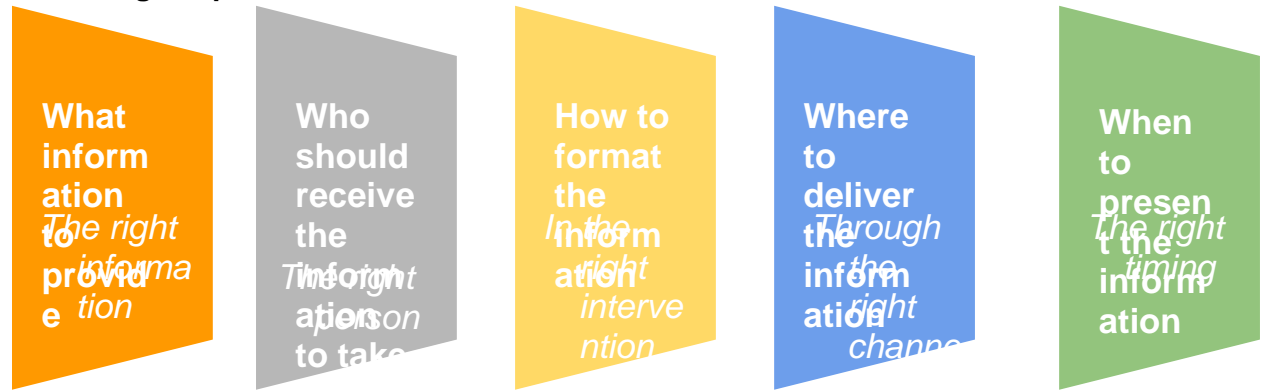 What
inform
ation
to
provid
e
The right
informa
tion
Who
should
receive
the
inform
ation
to take
The right
person
How to
format
the
inform
ation
In the
right
interve
ntion
Where
to
deliver
the
inform
ation
Through
the
right
channe
When
to
presen
t the
inform
ation
The right
timing